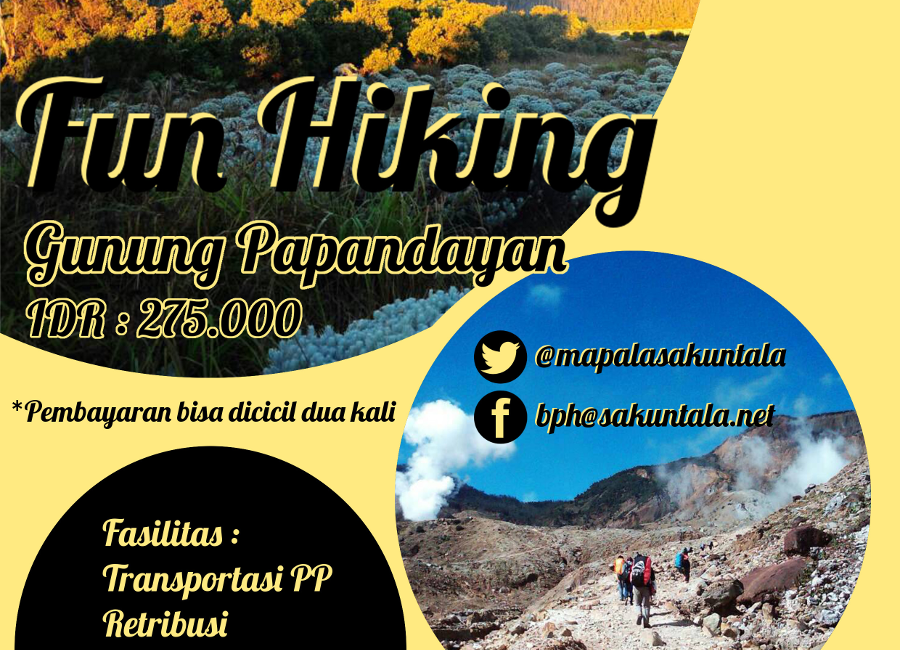 Fun Hiking
Gunung Papandayan
IDR : 275.000
@mapalasakuntala
bph@sakuntala.net
*Pembayaran bisa dicicil dua kali
Fasilitas :
Transportasi PP
Retribusi